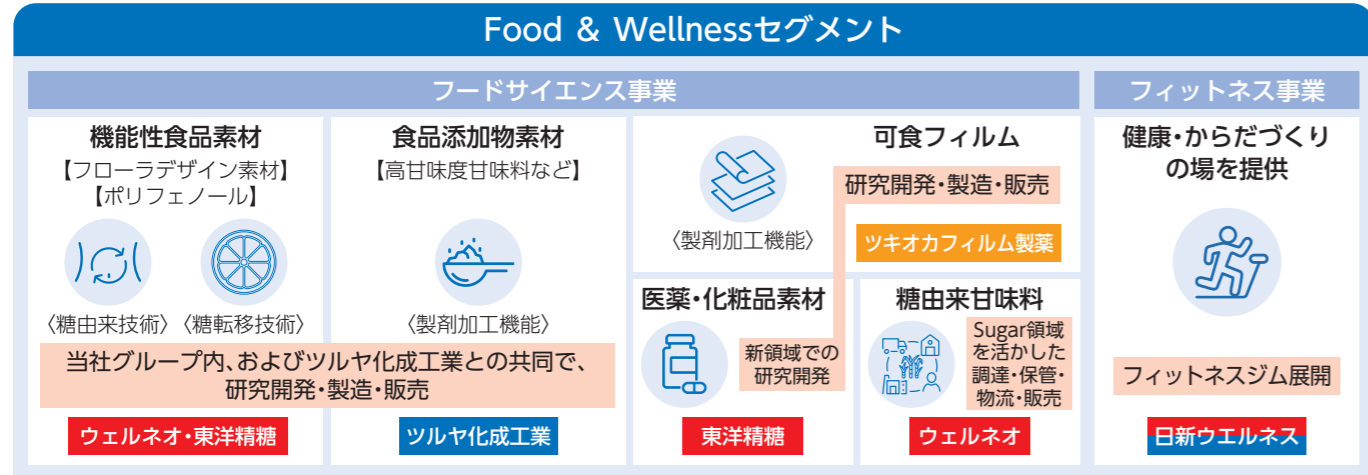 Food & Wellnessセグメント
フードサイエンス事業
機能性食品素材
【フローラデザイン素材】
【ポリフェノール】
〈糖由来技術〉
〈糖転移技術〉
食品添加物素材
【高甘味度甘味料など】
〈製剤加工機能〉
当社グループ内、およびツルヤ化成工業との共同で、
研究開発・製造・販売
ウェルネオ・東洋精糖
ツルヤ化成工業
可食フィルム
研究開発・製造・販売
〈製剤加工機能〉
ツキオカフィルム製薬
医薬・化粧品素材
新領域での
研究開発
東洋精糖
糖由来甘味料
Sugar領域
を活かした
調達・保管・
物流・販売
ウェルネオ
フィットネス事業
健康・からだづくり
の場を提供
フィットネスジム展開
日新ウエルネス